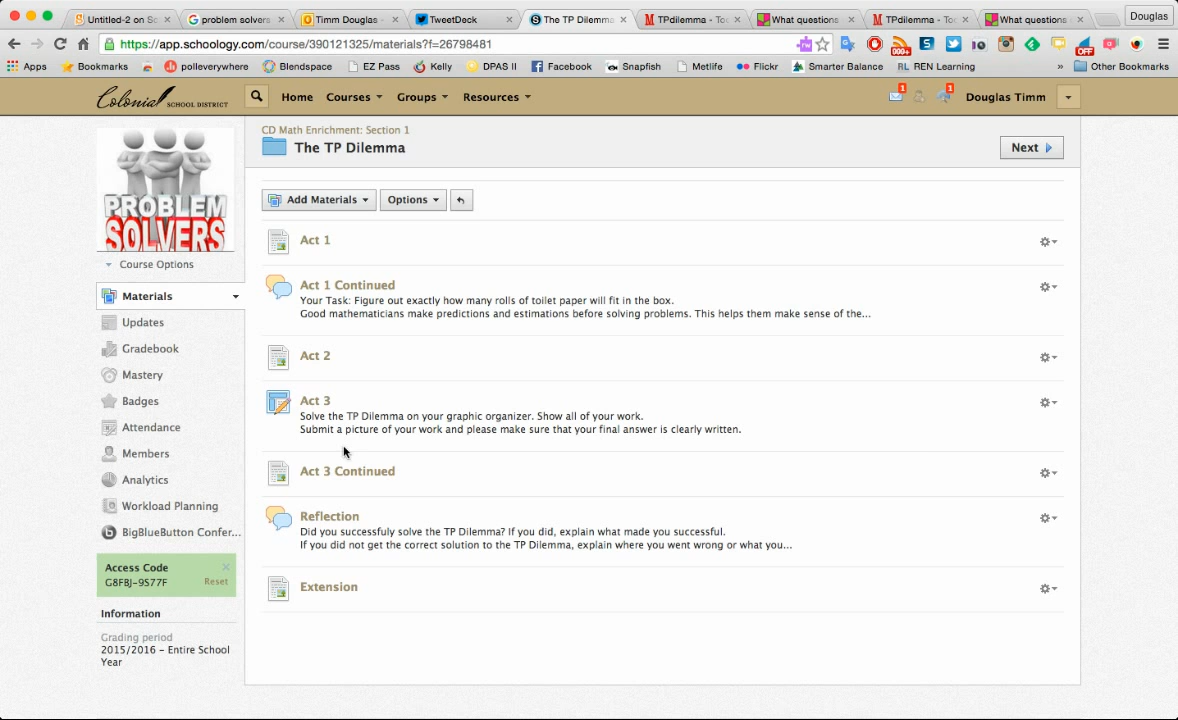 Untitled-2 on Sc
problem solvers
Timm Douglas -
TweetDeck
The TP Dilemma
TPdilemma - Too
What questions
TPdilemma - Too
What questions
Douglas
https://app.schoology.com/course/390121325/materials?f=26798481
Apps
Bookmarks
polleverywhere
Blendspace
EZ Pass
Kelly
DPAS II
Facebook
Snapfish
Metlife
Flickr
Smarter Balance
RL REN Learning
»
Other Bookmarks
Colonial SCHOOL DISTRICT
Home
Courses
Groups
Resources
1
1
Douglas Timm
CD Math Enrichment: Section 1
The TP Dilemma
Next
PROBLEM
SOLVERS
Course Options
Materials
Updates
Gradebook
Mastery
Badges
Attendance
Members
Analytics
Workload Planning
BigBlueButton Confer...
Access Code
G8FBJ-9S77F
Reset
Information
Grading period
2015/2016 - Entire School
Year
Add Materials
Options
Act 1
Act 1 Continued
Your Task: Figure out exactly how many rolls of toilet paper will fit in the box.
Good mathematicians make predictions and estimations before solving problems. This helps them make sense of the...
Act 2
Act 3
Solve the TP Dilemma on your graphic organizer. Show all of your work.
Submit a picture of your work and please make sure that your final answer is clearly written.
Act 3 Continued
Reflection
Did you successfuly solve the TP Dilemma? If you did, explain what made you successful.
If you did not get the correct solution to the TP Dilemma, explain where you went wrong or what you...
Extension